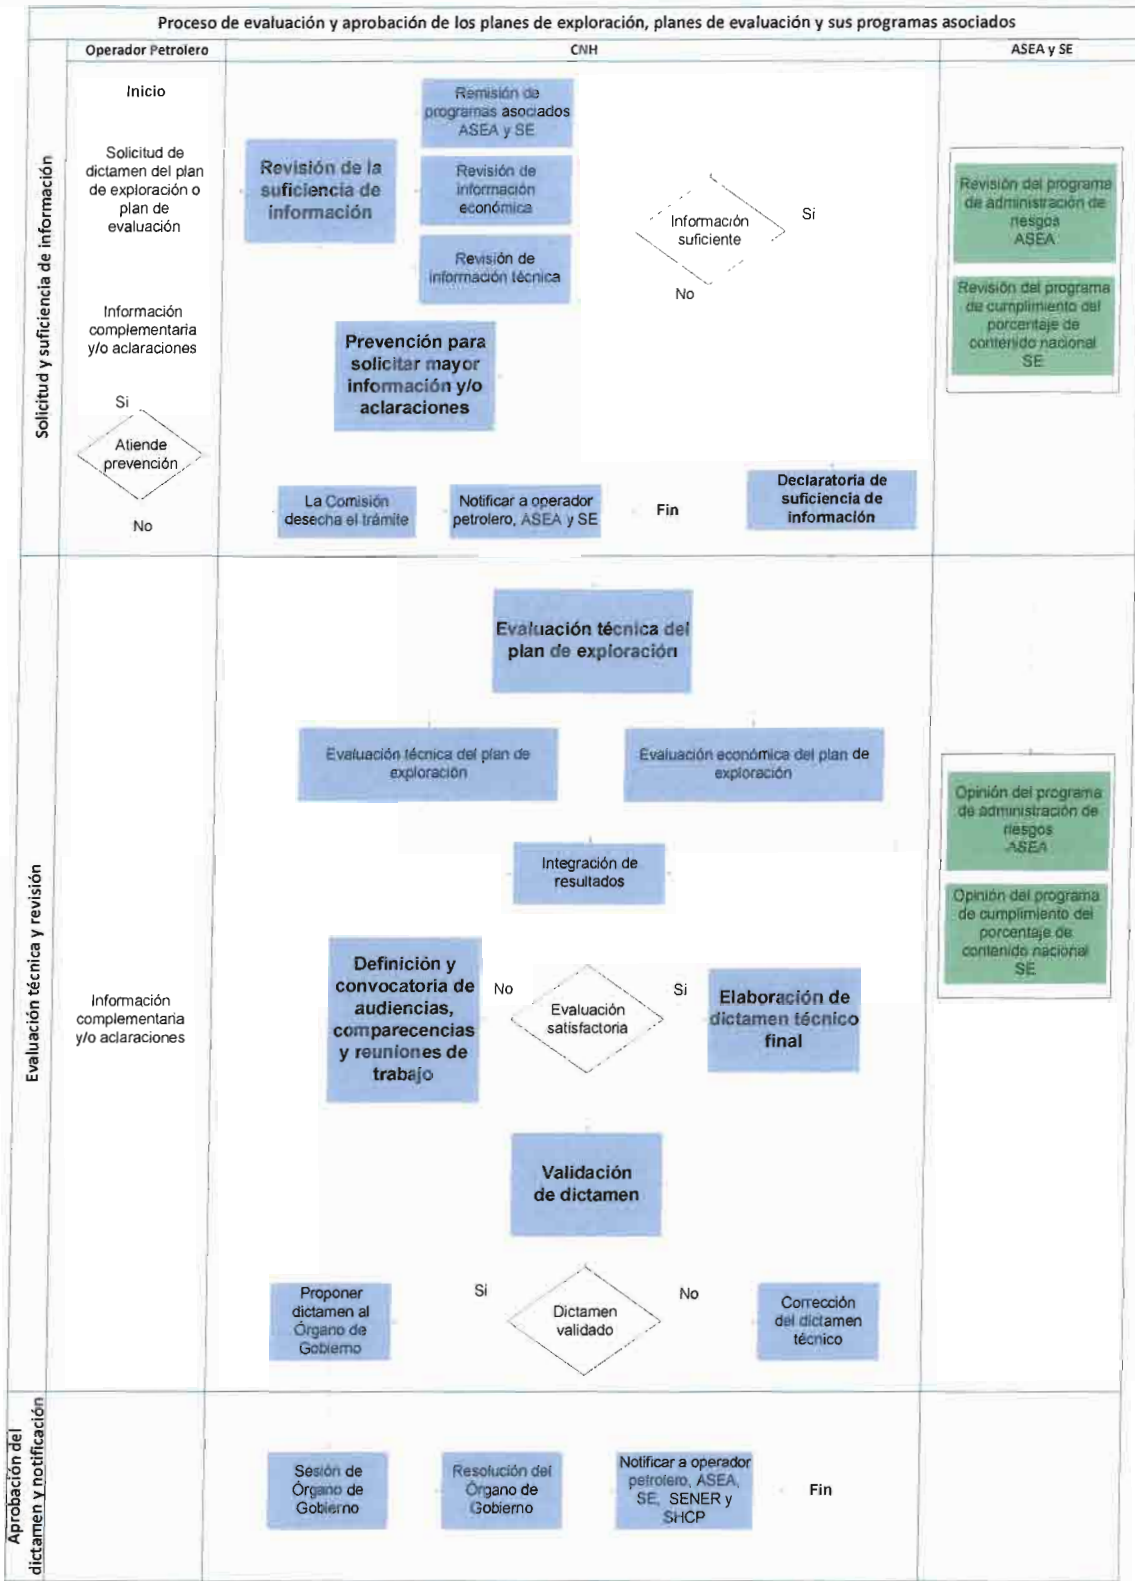 Proceso de evaluación y aprobación de los planes de exploración, planes de evaluación y sus programas asociados
Operador Petrolero
CNH
ASEA y SE
Solicitud y suficiencia de información
Inicio
Solicitud de
dictamen del plan
de exploración o
plan de
evaluación
Información
complementaria
y/o aclaraciones
Si
Atiende
prevención
No
Revisión de la
suficiencia de
información
Remisión de
programas asociados
ASEA y SE
Revisión de
información
económica
Revisión de
información técnica
Información
suficiente
Si
No
Prevención para
solicitar mayor
información y/o
aclaraciones
La Comisión
desecha el trámite
Notificar a operador
petrolero, ASEA y SE
Fin
Declaratoria de
suficiencia de
información
Revisión del programa
de administración de
riesgos
ASEA
Revisión del programa
de cumplimiento del
porcentaje de
contenido nacional
SE
Evaluación técnica y revisión
Información
complementaria
y/o aclaraciones
Evaluación técnica del
plan de exploración
Evaluación técnica del plan de
exploración
Evaluación económica del plan de
exploración
Integración de
resultados
Definición y
convocatoria de
audiencias,
comparecencias
y reuniones de
trabajo
No
Evaluación
satisfactoria
Si
Elaboración de
dictamen técnico
final
Validación
de dictamen
Proponer
dictamen al
Órgano de
Gobierno
Si
Dictamen
validado
No
Corrección
del dictamen
técnico
Opinión del programa
de administración de
riesgos
ASEA
Opinión del programa
de cumplimiento del
porcentaje de
contenido nacional
SE
Aprobación del
dictamen y notificación
Sesión de
Órgano de
Gobierno
Resolución del
Órgano de
Gobierno
Notificar a operador
petrolero, ASEA,
SE, SENER y
SHCP
Fin